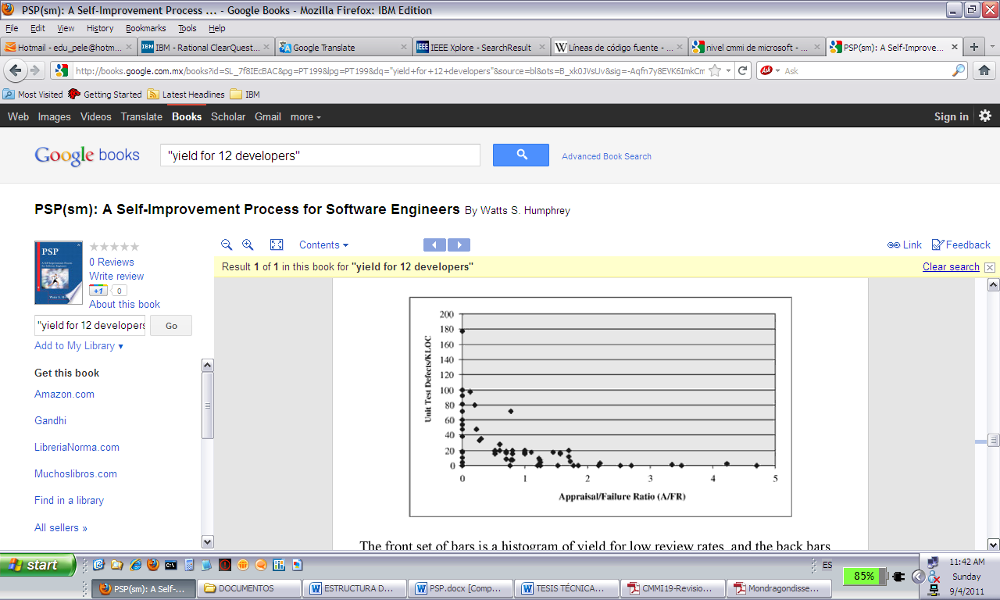 PSP(sm): A Self-Improvement Process ... - Google Books - Mozilla Firefox: IBM Edition
File Edit View History Bookmarks Tools Help
Hotmail - edu_pele@hotm... IBM - Rational ClearQuest... Google Translate IEEE Xplore - SearchResult Líneas de código fuente - ... nivel cmmi de microsoft - ... PSP(sm): A Self-Improve...
http://books.google.com.mx/books?id=SL_7f8IEcBAC&pg=PT199&lpg=PT199&dq="yield+for+12+developers"&source=bl&ots=B_xk0JVsUv&sig=-Aqfn7y8EVK6ImkCm Ask
Most Visited Getting Started Latest Headlines IBM
Web Images Videos Translate Books Scholar Gmail more Sign in
Google books "yield for 12 developers" Advanced Book Search
PSP(sm): A Self-Improvement Process for Software Engineers By Watts S. Humphrey
Contents Link Feedback
PSP
0 Reviews
Write review
+1 0
About this book
"yield for 12 developers Go
Add to My Library
Get this book
Amazon.com
Gandhi
LibreriaNorma.com
Muchoslibros.com
Find in a library
All sellers »
Result 1 of 1 in this book for "yield for 12 developers" Clear search
Unit Test Defects/KLOC
200
180
160
140
120
100
80
60
40
20
0
0 1 2 3 4 5
Appraisal/Failure Ratio (A/FR)
The front set of bars is a histogram of yield for low review rates, and the back bars
start ES 85% 11:42 AM
Sunday
9/4/2011
PSP(sm): A Self-... DOCUMENTOS ESTRUCTURA D... PSP.docx [Comp... TESIS TÉCNICA... CMMI19-Revisio... Mondragondisse...